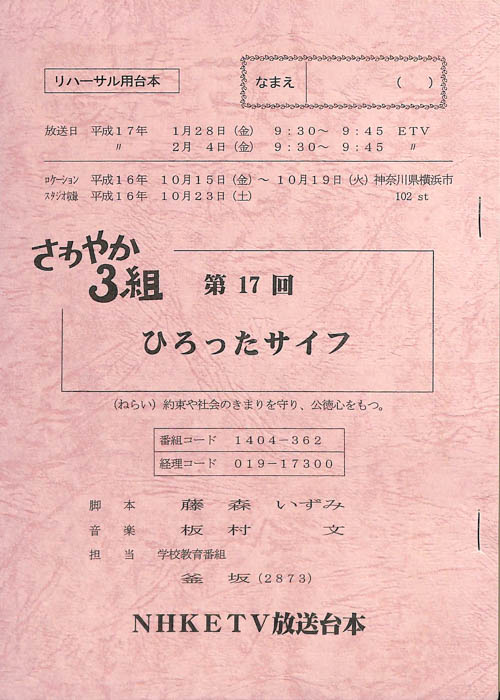 リハーサル用台本
なまえ （　　）
放送日　平成１７年　１月２８日（金）　９：３０～　９：４５　ＥＴＶ
〃　２月　４日（金）　９：３０～　９：４５　〃
ﾛｹｰｼｮﾝ　平成１６年　１０月１５日（金）～１０月１９日（火）神奈川県横浜市
ｽﾀｼﾞｵ収録　平成１６年　１０月２３日（土）　102 st
さわやか
３組　第 17 回
ひろったサイフ
（ねらい）約束や社会のきまりを守り、公徳心をもつ。
番組コード　１４０４－３６２
経理コード　０１９－１７３００
脚　本　藤　森　いずみ
音　楽　板　村　文
担　当　学校教育番組
釜　坂（２８７３）
ＮＨＫＥＴＶ放送台本